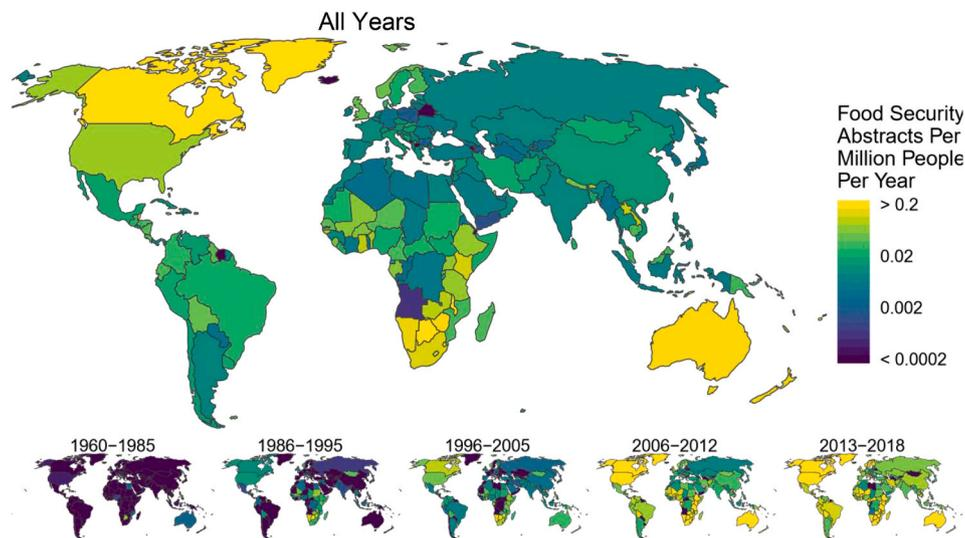 All Years
Food Security
Abstracts Per
Million People
Per Year
> 0.2
0.02
0.002
< 0.0002
1960−1985
1986−1995
1996−2005
2006−2012
2013−2018